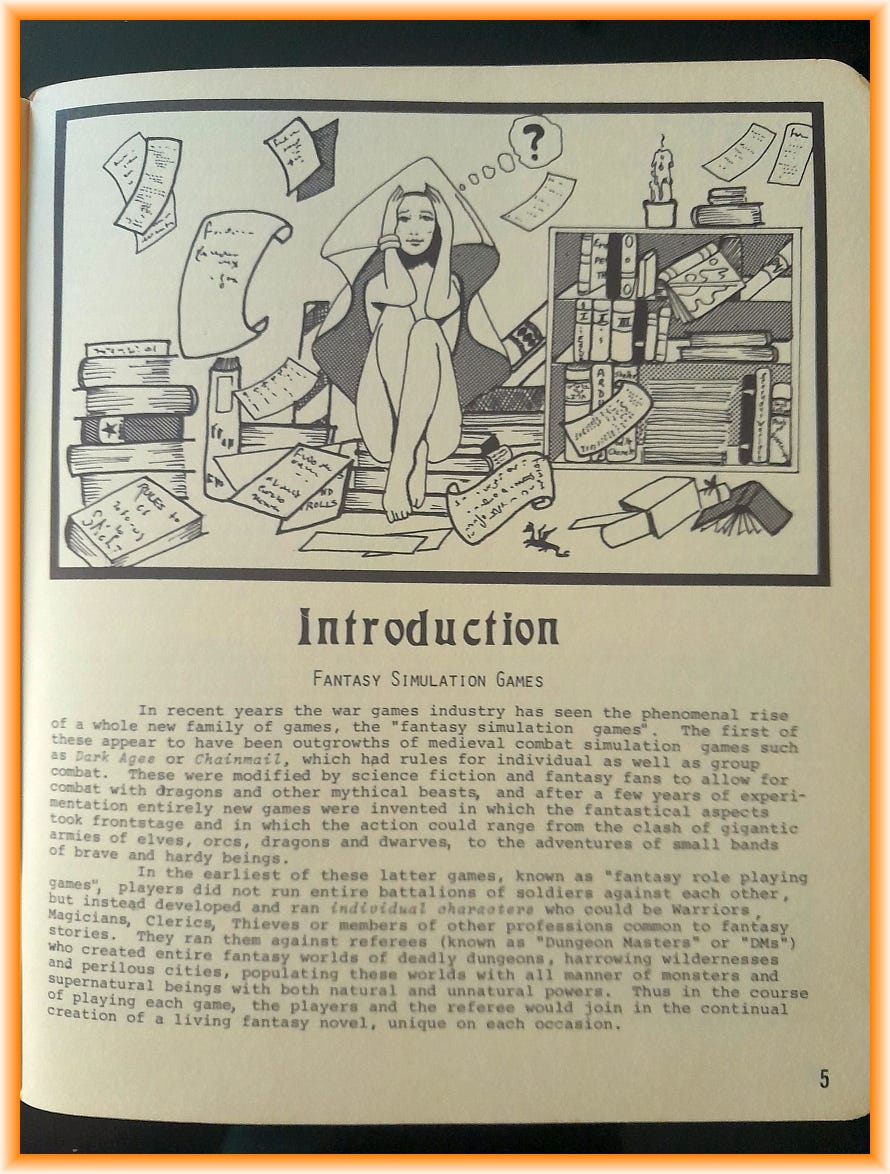 ?
RULES to
STICK
III
TROLLS
ARDU
Introduction
FANTASY SIMULATION GAMES
In recent years the war games industry has seen the phenomenal rise
of a whole new family of games, the "fantasy simulation games". The first of
these appear to have been outgrowths of medieval combat simulation games such
as Dark Ages or Chainmail, which had rules for individual as well as group
combat. These were modified by science fiction and fantasy fans to allow for
combat with dragons and other mythical beasts, and after a few years of experi-
mentation entirely new games were invented in which the fantastical aspects
took frontstage and in which the action could range from the clash of gigantic
armies of elves, orcs, dragons and dwarves, to the adventures of small bands
of brave and hardy beings.
In the earliest of these latter games, known as "fantasy role playing
games", players did not run entire battalions of soldiers against each other,
but instead developed and ran individual characters who could be Warriors,
Magicians, Clerics, Thieves or members of other professions common to fantasy
stories. They ran them against referees (known as "Dungeon Masters" or "DMs")
who created entire fantasy worlds of deadly dungeons, harrowing wildernesses
and perilous cities, populating these worlds with all manner of monsters and
supernatural beings with both natural and unnatural powers. Thus in the course
of playing each game, the players and the referee would join in the continual
creation of a living fantasy novel, unique on each occasion.
5